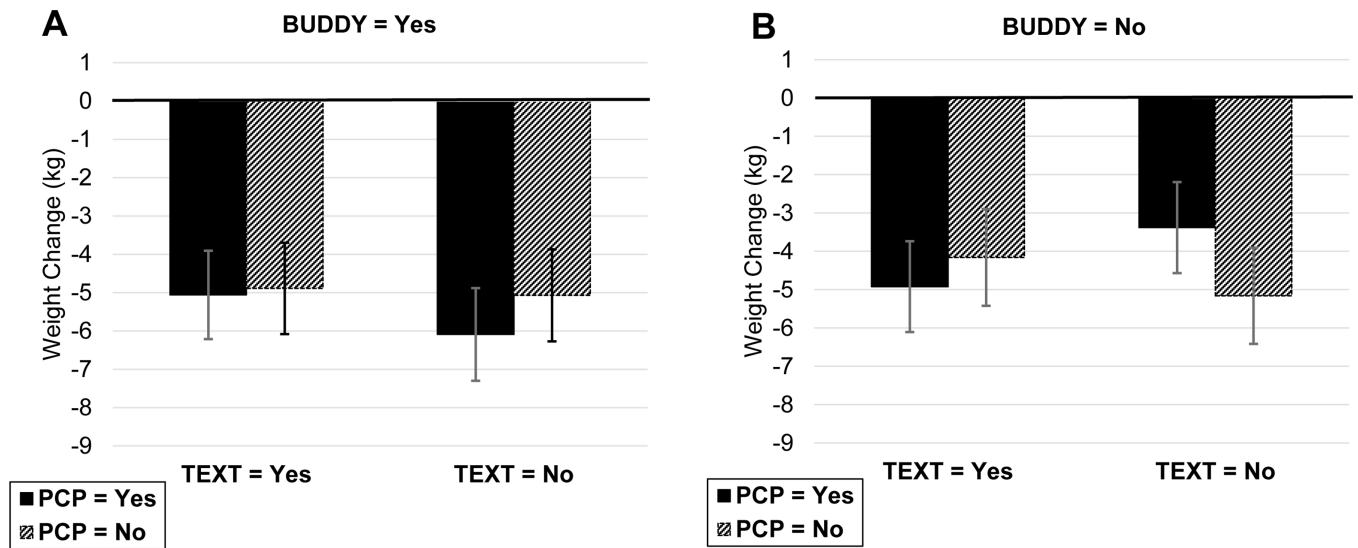 A
BUDDY = Yes
1
0
-1
-2
-3
-4
-5
-6
-7
-8
-9
Weight Change (kg)
TEXT = Yes
TEXT = No
PCP = Yes
PCP = No
B
BUDDY = No
1
0
-1
-2
-3
-4
-5
-6
-7
-8
-9
Weight Change (kg)
TEXT = Yes
TEXT = No
PCP = Yes
PCP = No